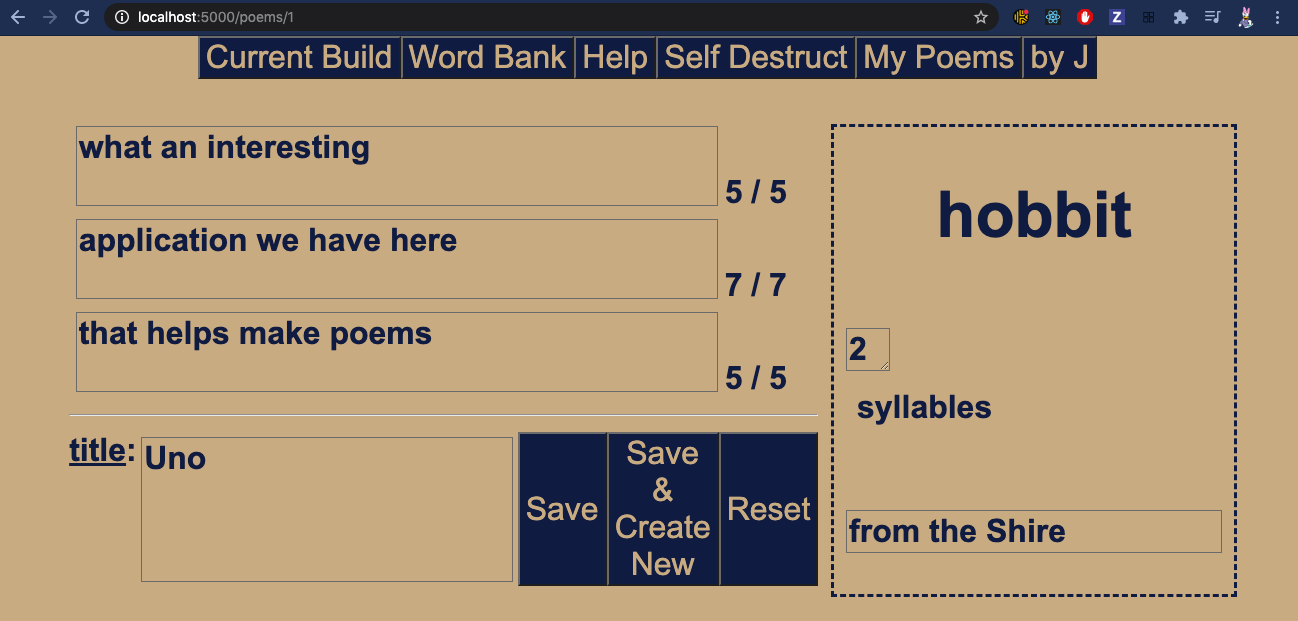 localhost:5000/poems/1
Current Build Word Bank Help Self Destruct My Poems by J
what an interesting
5 / 5
application we have here
7 / 7
that helps make poems
5 / 5
title: Uno
Save
Save
&
Create
New
Reset
hobbit
2
syllables
from the Shire